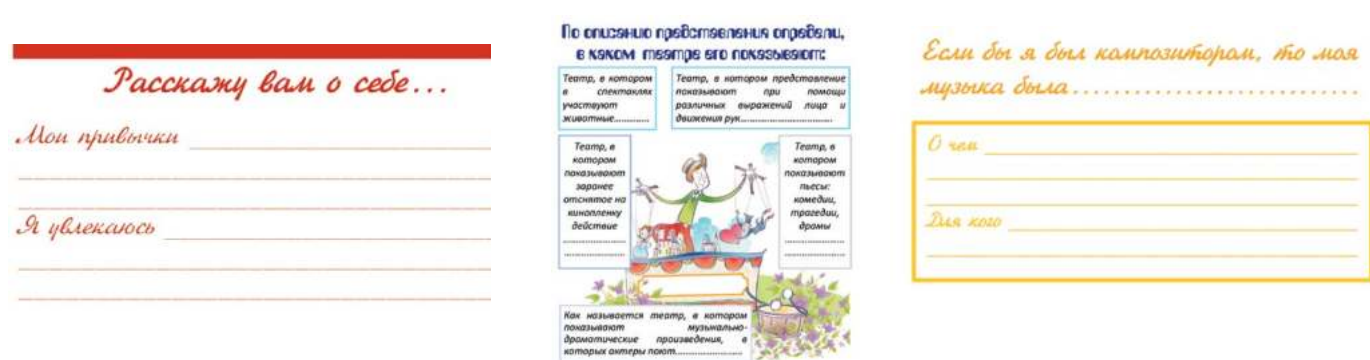 Расскажу вам о себе...
Мои привычки
Я увлекаюсь
По описанию представления определи,
в каком театре его показывают:
Театр, в котором
в спектаклях
участвуют
животные.............
Театр, в котором представление
показывают при помощи
различных выражений лица и
движения рук.................................
Театр, в
котором
показывают
заранее
отснятое на
кинопленку
действие
.....................
.....................
Театр, в
котором
показывают
пьесы:
комедии,
трагедии,
драмы
.....................
.....................
Как называется театр, в котором
показывают музыкально-
драматические произведения, в
которых актеры поют........................
Если бы я был композитором, то моя
музыка была............................
О чем
Для кого